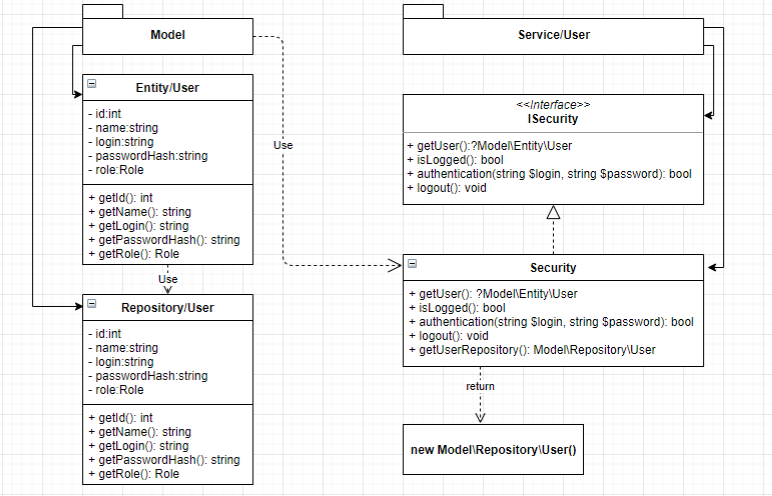 Model
Entity/User
- id:int
- name:string
- login:string
- passwordHash:string
- role:Role
+ getId(): int
+ getName(): string
+ getLogin(): string
+ getPasswordHash(): string
+ getRole(): Role
Use
Repository/User
- id:int
- name:string
- login:string
- passwordHash:string
- role:Role
+ getId(): int
+ getName(): string
+ getLogin(): string
+ getPasswordHash(): string
+ getRole(): Role
Use
Service/User
<<Interface>>
ISecurity
+ getUser():?Model\Entity\User
+ isLogged(): bool
+ authentication(string $login, string $password): bool
+ logout(): void
Security
+ getUser(): ?Model\Entity\User
+ isLogged(): bool
+ authentication(string $login, string $password): bool
+ logout(): void
+ getUserRepository(): Model\Repository\User
return
new Model\Repository\User()